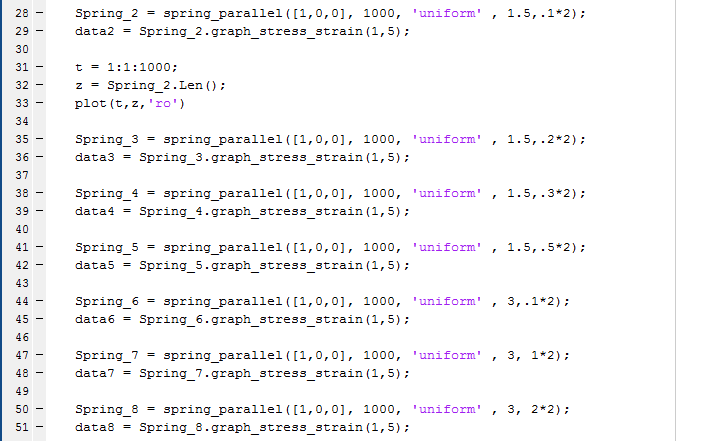 28 – Spring_2 = spring_parallel([1,0,0], 1000, 'uniform' , 1.5,.1*2);
29 – data2 = Spring_2.graph_stress_strain(1,5);
30
31 – t = 1:1:1000;
32 – z = Spring_2.Len();
33 – plot(t,z,'ro')
34
35 – Spring_3 = spring_parallel([1,0,0], 1000, 'uniform' , 1.5,.2*2);
36 – data3 = Spring_3.graph_stress_strain(1,5);
37
38 – Spring_4 = spring_parallel([1,0,0], 1000, 'uniform' , 1.5,.3*2);
39 – data4 = Spring_4.graph_stress_strain(1,5);
40
41 – Spring_5 = spring_parallel([1,0,0], 1000, 'uniform' , 1.5,.5*2);
42 – data5 = Spring_5.graph_stress_strain(1,5);
43
44 – Spring_6 = spring_parallel([1,0,0], 1000, 'uniform' , 3,.1*2);
45 – data6 = Spring_6.graph_stress_strain(1,5);
46
47 – Spring_7 = spring_parallel([1,0,0], 1000, 'uniform' , 3, 1*2);
48 – data7 = Spring_7.graph_stress_strain(1,5);
49
50 – Spring_8 = spring_parallel([1,0,0], 1000, 'uniform' , 3, 2*2);
51 – data8 = Spring_8.graph_stress_strain(1,5);